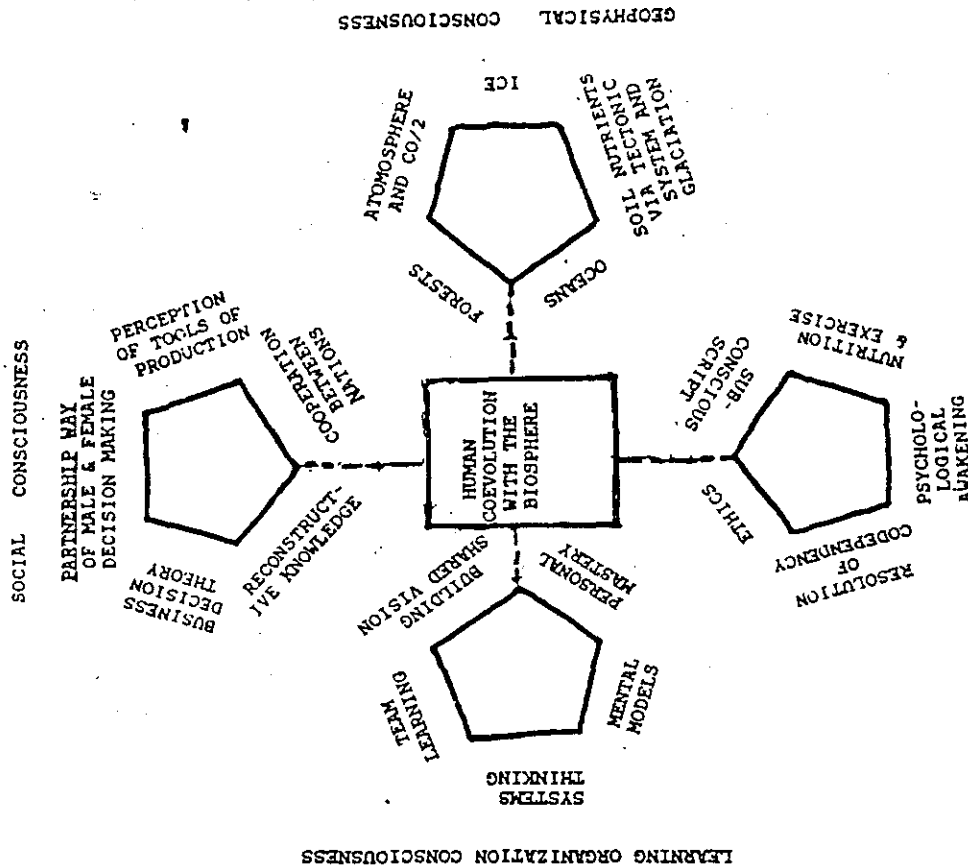 SOCIAL CONSCIOUSNESS
PARTNERSHIP WAY
OF MALE & FEMALE
DECISION MAKING
PERCEPTION
OF TOOLS OF
PRODUCTION
COOPERATION
BETWEEN
NATIONS
RECONSTRUCT-
IVE KNOWLEDGE
BUSINESS
DECISION
THEORY
GEOPHYSICAL CONSCIOUSNESS
ATOMOSPHERE
AND CO/2
ICE
SOIL NUTRIENTS
VIA TECTONIC
SYSTEM AND
GLACIATION
OCEANS
FORESTS
HUMAN
COEVOLUTION
WITH THE
BIOSPHERE
SUB-
CONSCIOUS
SCRIPT
NUTRITION
& EXERCISE
PSYCHOLO-
LOGICAL
AWAKENING
RESOLUTION
OF
CODEPENDENCY
ETHICS
BUILDING
SHARED VISION
PERSONAL
MASTERY
MENTAL
MODELS
SYSTEMS
THINKING
TEAM
LEARNING
LEARNING ORGANIZATION CONSCIOUSNESS